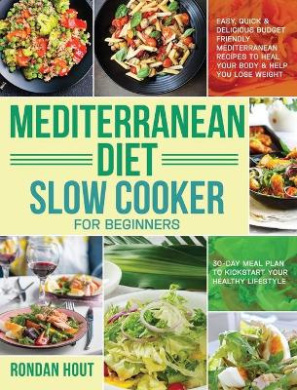 EASY, QUICK &
DELICIOUS BUDGET
FRIENDLY
MEDITERRANEAN
RECIPES TO HEAL
YOUR BODY & HELP
YOU LOSE WEIGHT
MEDITERRANEAN
DIET
SLOW COOKER
FOR BEGINNERS
30-DAY MEAL PLAN
TO KICKSTART YOUR
HEALTHY LIFESTYLE
RONDAN HOUT